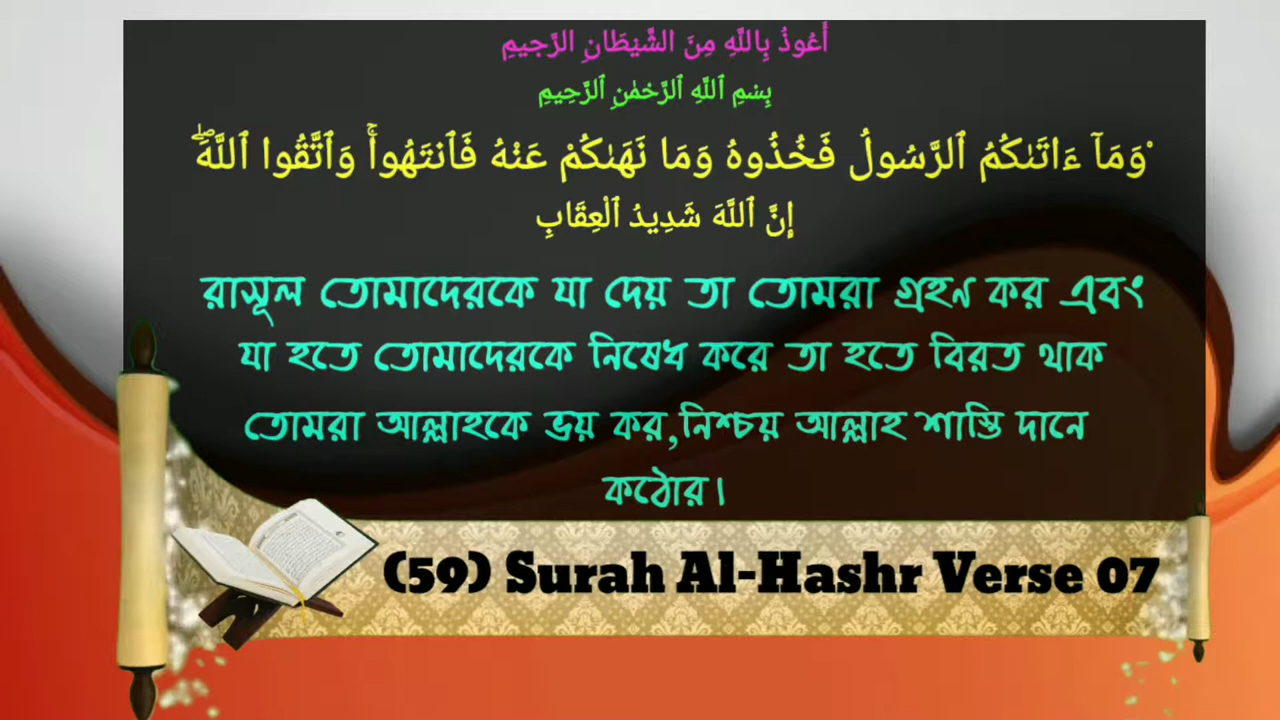 أَعُوذُ بِاللَّهِ مِنَ الشَّيْطَانِ الرَّجِيمِ
بِسْمِ ٱللَّهِ ٱلرَّحْمَٰنِ ٱلرَّحِيمِ
وَمَآ ءَاتَىٰكُمُ ٱلرَّسُولُ فَخُذُوهُ وَمَا نَهَىٰكُمْ عَنْهُ فَٱنتَهُوا۟ۚ وَٱتَّقُوا ٱللَّهَۖ
إِنَّ ٱللَّهَ شَدِيدُ ٱلْعِقَابِ
রাসূল তোমাদেরকে যা দেয় তা তোমরা গ্রহণ কর এবং
যা হতে তোমাদেরকে নিষেধ করে তা হতে বিরত থাক
তোমরা আল্লাহকে ভয় কর,নিশ্চয় আল্লাহ শাস্তি দানে
কঠোর।
(59) Surah Al-Hashr Verse 07